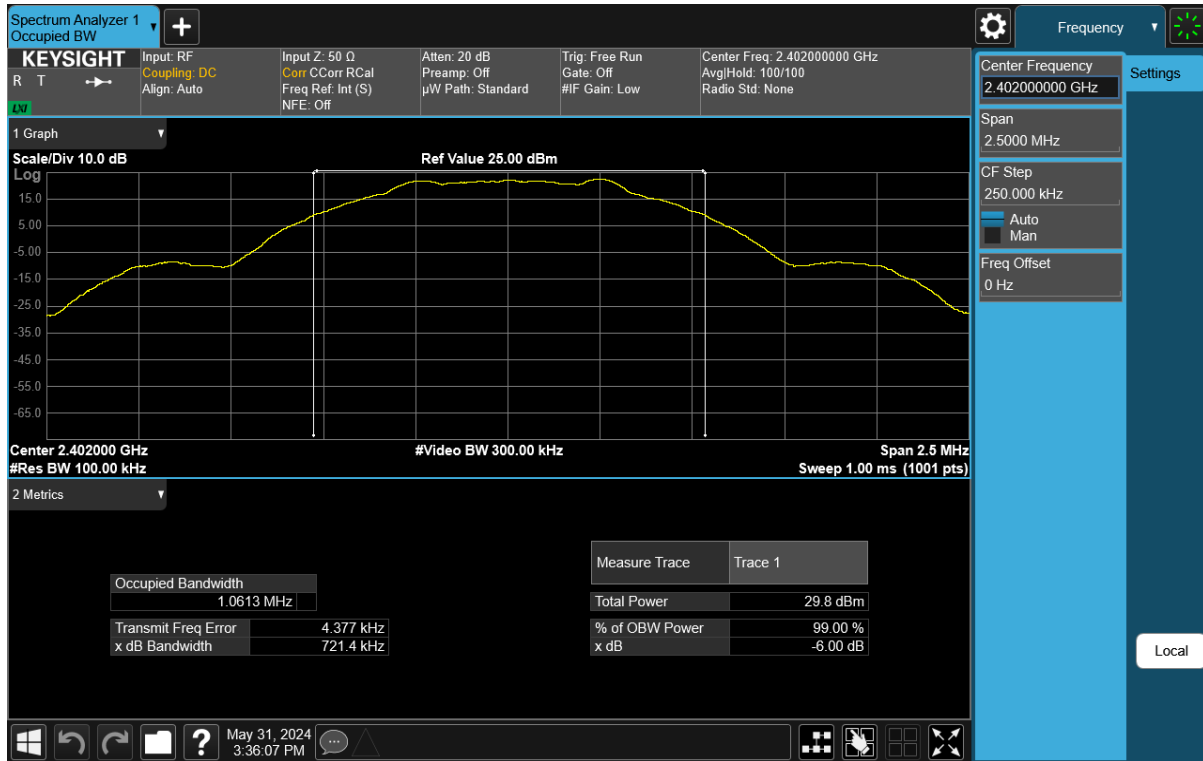 Spectrum Analyzer 1
Occupied BW
+
Frequency
KEYSIGHT
R T
LXI
Input: RF
Coupling: DC
Align: Auto
Input Z: 50 Ω
Corr CCorr RCal
Freq Ref: Int (S)
NFE: Off
Atten: 20 dB
Preamp: Off
µW Path: Standard
Trig: Free Run
Gate: Off
#IF Gain: Low
Center Freq: 2.402000000 GHz
Avg|Hold: 100/100
Radio Std: None
Center Frequency
2.402000000 GHz
Settings
Span
2.5000 MHz
CF Step
250.000 kHz
Auto
Man
Freq Offset
0 Hz
Local
1 Graph
Scale/Div 10.0 dB
Ref Value 25.00 dBm
Log
15.0
5.00
-5.00
-15.0
-25.0
-35.0
-45.0
-55.0
-65.0
Center 2.402000 GHz
#Video BW 300.00 kHz
Span 2.5 MHz
#Res BW 100.00 kHz
Sweep 1.00 ms (1001 pts)
2 Metrics
Measure Trace Trace 1
Occupied Bandwidth
1.0613 MHz
Total Power 29.8 dBm
Transmit Freq Error 4.377 kHz
% of OBW Power 99.00 %
x dB Bandwidth 721.4 kHz
x dB -6.00 dB
?
May 31, 2024
3:36:07 PM